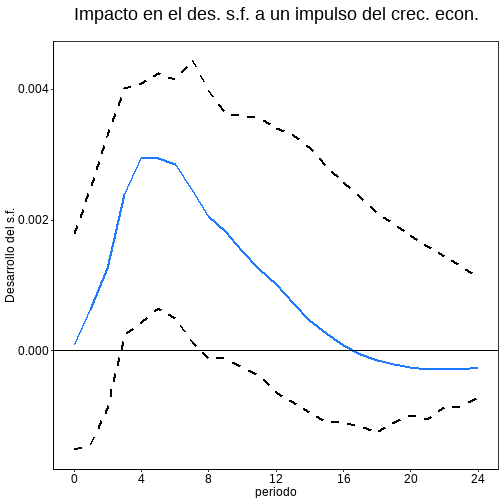 Impacto en el des. s.f. a un impulso del crec. econ.
Desarrollo del s.f.
0.004
0.002
0.000
0 4 8 12 16 20 24
periodo